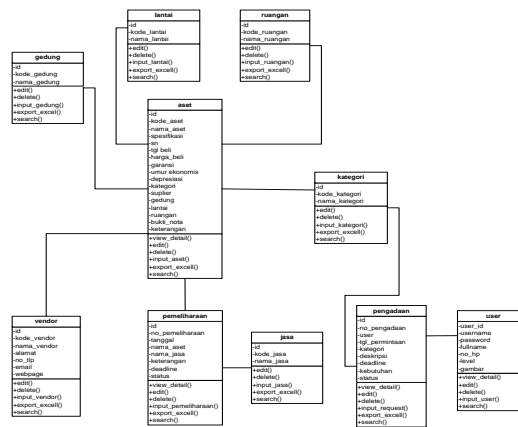 lantai
-id
-kode_lantai
-nama_lantai
+edit()
+delete()
+input_lantai()
+export_excell()
+search()
ruangan
-id
-kode_ruangan
-nama_ruangan
+edit()
+delete()
+input_ruangan()
+export_excell()
+search()
gedung
-id
-kode_gedung
-nama_gedung
+edit()
+delete()
+input_gedung()
+export_excel()
+search()
aset
-id
-kode_aset
-nama_aset
-spesifikasi
-sn
-tgl beli
-harga_beli
-garansi
-umur ekonomis
-depresiasi
-kategori
-suplier
-gedung
-lantai
-ruangan
-bukti_nota
-keterangan
+view_detail()
+edit()
+delete()
+input_aset()
+export_excell()
+search()
kategori
-id
-kode_kategori
-nama_kategori
+edit()
+delete()
+input_kategori()
+export_excell()
+search()
vendor
-id
-kode_vendor
-nama_vendor
-alamat
-no_tlp
-email
-webpage
+edit()
+delete()
+input_vendor()
+export_excell()
+search()
pemeliharaan
-id
-no_pemeliharaan
-tanggal
-nama_aset
-nama_jasa
-keterangan
-deadline
-status
+view_detail()
+edit()
+delete()
+input_pemeliharaan()
+export_excell()
+search()
jasa
-id
-kode_jasa
-nama_jasa
+edit()
+delete()
+input_jasa()
+export_excell()
+search()
pengadaan
-id
-no_pengadaan
-user
-tgl_permintaan
-kategori
-deskripsi
-deadline
-kebutuhan
-status
+view_detail()
+edit()
+delete()
+input_request()
+export_excell()
+search()
user
-user_id
-username
-password
-fullname
-no_hp
-level
-gambar
+view_detail()
+edit()
+delete()
+input_user()
+search()